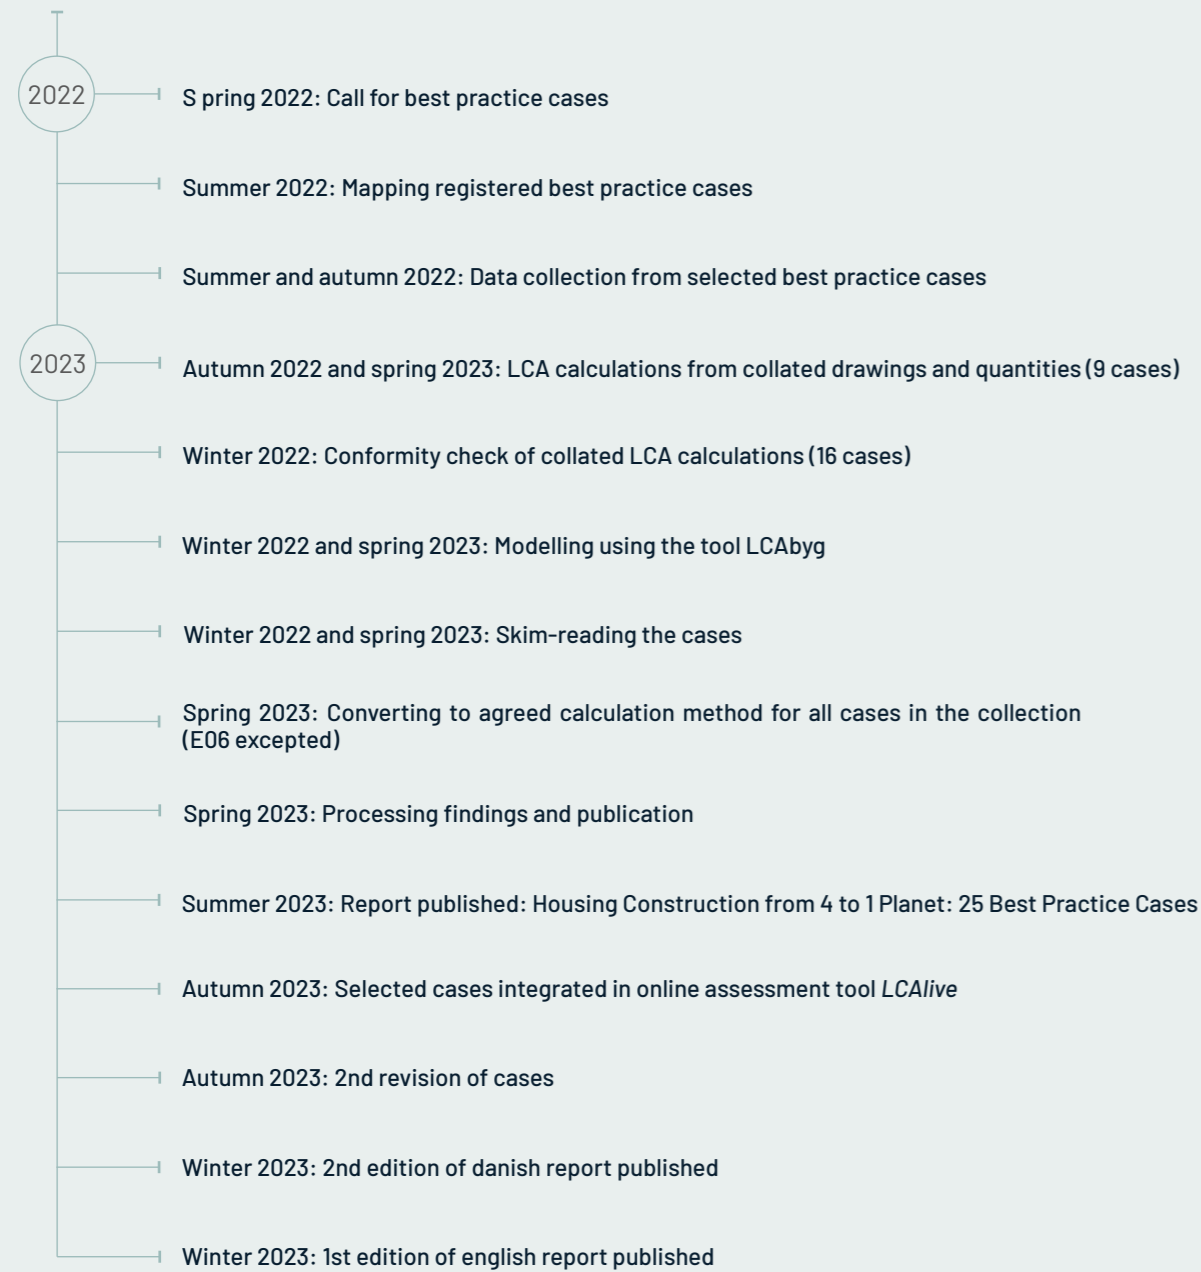 2022
S pring 2022: Call for best practice cases
Summer 2022: Mapping registered best practice cases
Summer and autumn 2022: Data collection from selected best practice cases
2023
Autumn 2022 and spring 2023: LCA calculations from collated drawings and quantities (9 cases)
Winter 2022: Conformity check of collated LCA calculations (16 cases)
Winter 2022 and spring 2023: Modelling using the tool LCAbyg
Winter 2022 and spring 2023: Skim-reading the cases
Spring 2023: Converting to agreed calculation method for all cases in the collection
(E06 excepted)
Spring 2023: Processing findings and publication
Summer 2023: Report published: Housing Construction from 4 to 1 Planet: 25 Best Practice Cases
Autumn 2023: Selected cases integrated in online assessment tool LCAlive
Autumn 2023: 2nd revision of cases
Winter 2023: 2nd edition of danish report published
Winter 2023: 1st edition of english report published